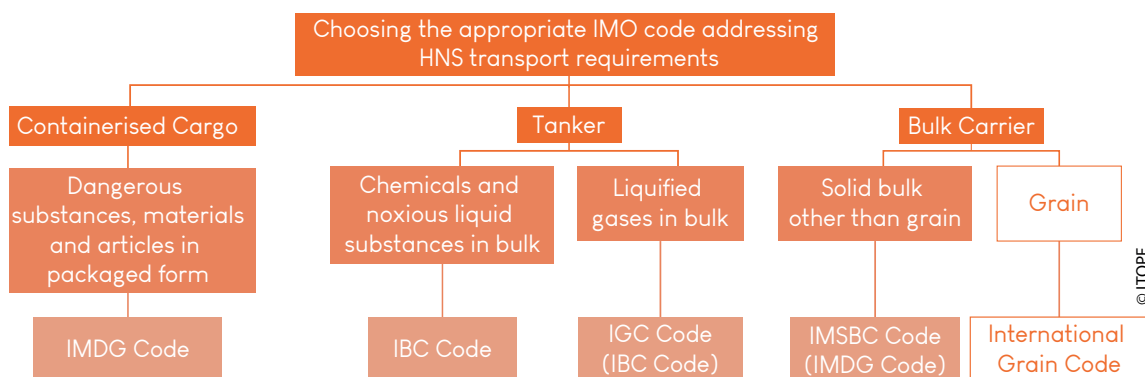 Choosing the appropriate IMO code addressing
HNS transport requirements
Containerised Cargo
Tanker
Bulk Carrier
Dangerous
substances, materials
and articles in
packaged form
Chemicals and
noxious liquid
substances in bulk
Liquified
gases in bulk
Solid bulk
other than grain
Grain
IMDG Code
IBC Code
IGC Code
(IBC Code)
IMSBC Code
(IMDG Code)
International
Grain Code
© ITOPF